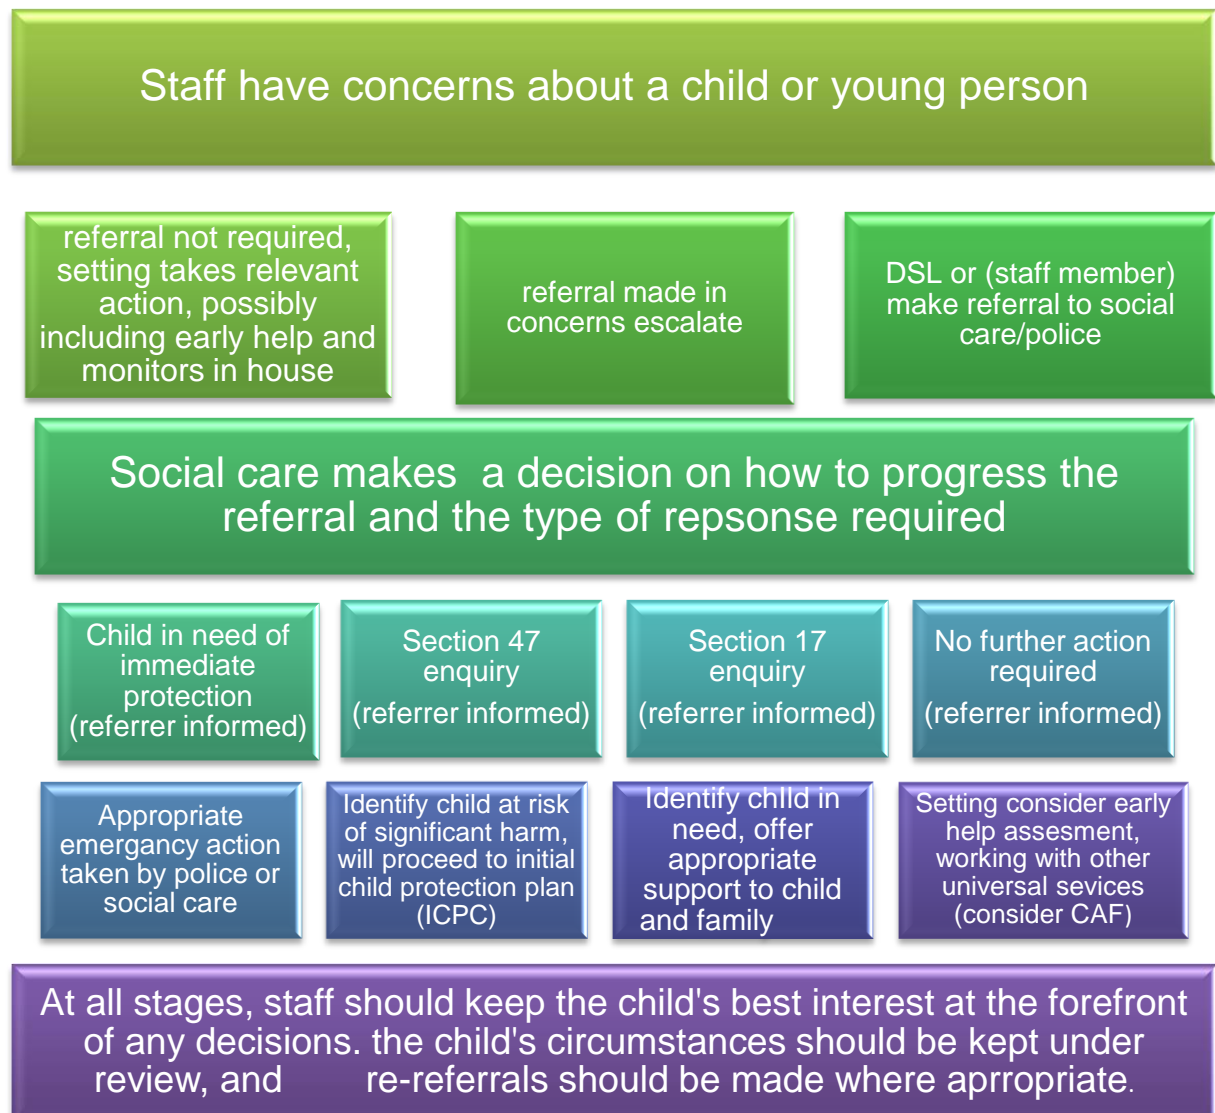 Staff have concerns about a child or young person
referral not required,
setting takes relevant
action, possibly
including early help and
monitors in house
referral made in
concerns escalate
DSL or (staff member)
make referral to social
care/police
Social care makes  a decision on how to progress the
referral and the type of repsonse required
Child in need of
immediate
protection
(referrer informed)
Section 47
enquiry
(referrer informed)
Section 17
enquiry
(referrer informed)
No further action
required
(referrer informed)
Appropriate
emergancy action
taken by police or
social care
Identify child at risk
of significant harm,
will proceed to initial
child protection plan
(ICPC)
Identify chIld in
need, offer
appropriate
support to child
and family
Setting consider early
help assesment,
working with other
universal sevices
(consider CAF)
At all stages, staff should keep the child's best interest at the forefront
of any decisions. the child's circumstances should be kept under
review, and       re-referrals should be made where aprropriate.